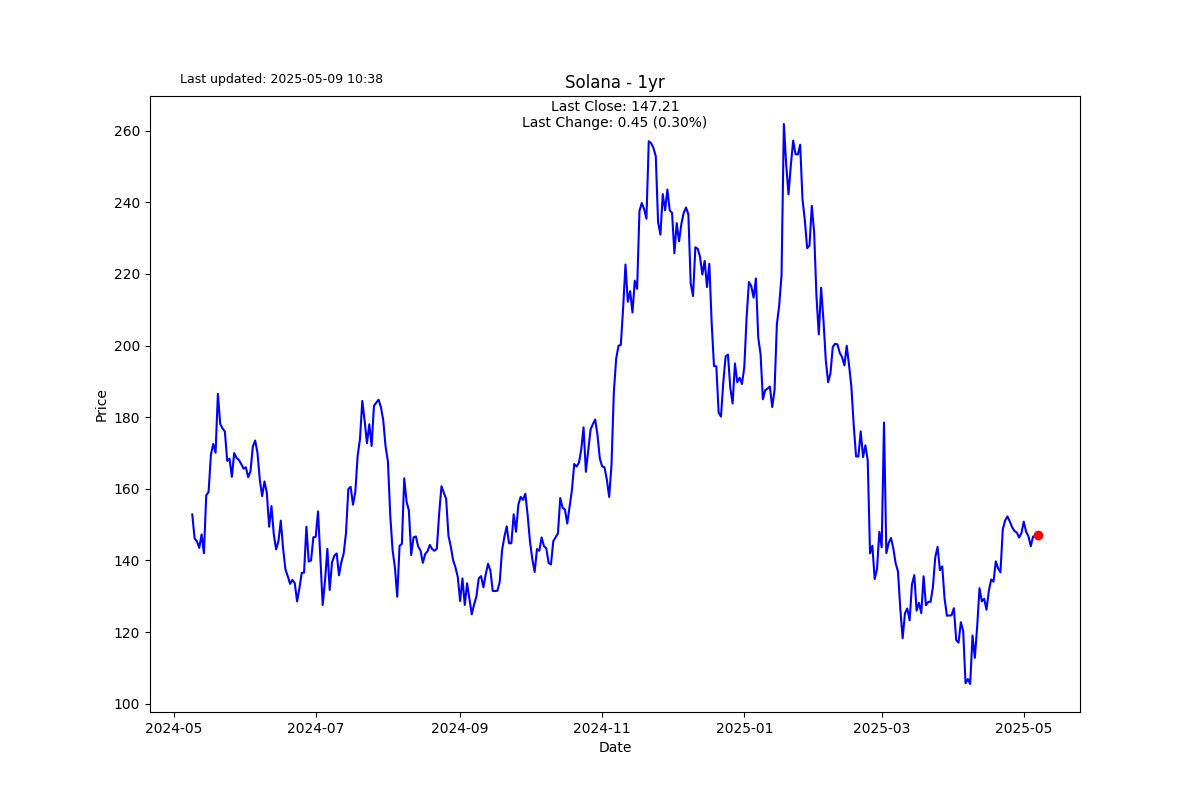 Last updated: 2025-05-09 10:38
Solana - 1yr
Last Close: 147.21
Last Change: 0.45 (0.30%)
Price
260
240
220
200
180
160
140
120
100
2024-05 2024-07 2024-09 2024-11 2025-01 2025-03 2025-05
Date